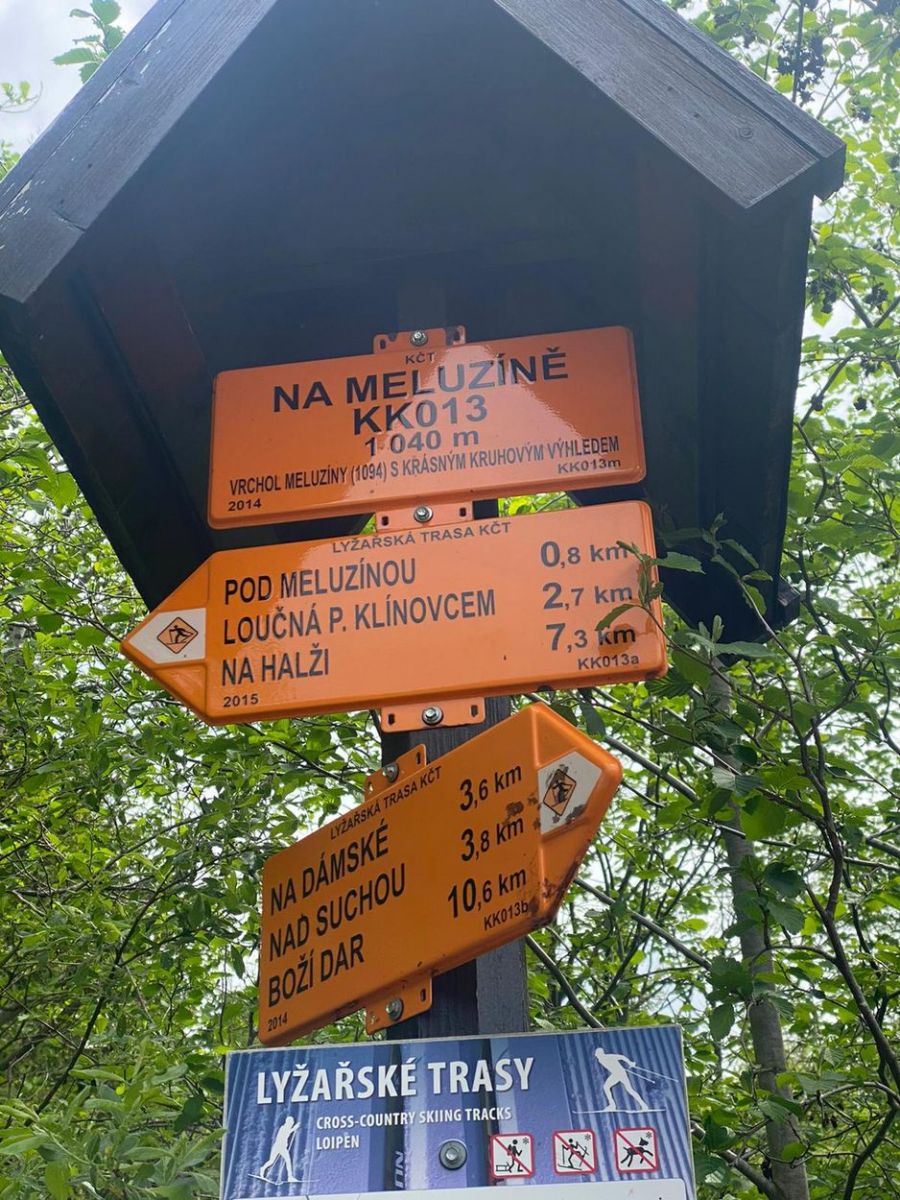 KČT
NA MELUZÍNĚ
KK013
1 040 m
VRCHOL MELUZÍNY (1094) S KRÁSNÝM KRUHOVÝM VÝHLEDEM
2014 KK013m
LYŽAŘSKÁ TRASA KČT
POD MELUZÍNOU 0,8 km
LOUČNÁ P. KLÍNOVCEM 2,7 km
NA HALŽI 7,3 km
2015 KK013a
LYŽAŘSKÁ TRASA KČT
NA DÁMSKÉ 3,6 km
NAD SUCHOU 3,8 km
BOŽÍ DAR 10,6 km
2014 KK013b
LYŽAŘSKÉ TRASY
CROSS-COUNTRY SKIING TRACKS
LOIPEN